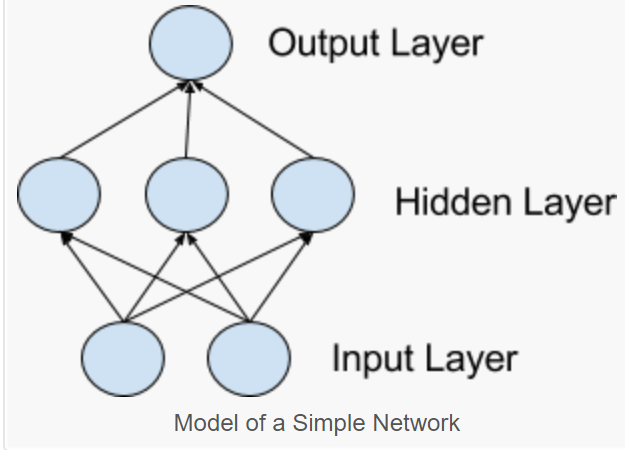 Output Layer
Hidden Layer
Input Layer
Model of a Simple Network